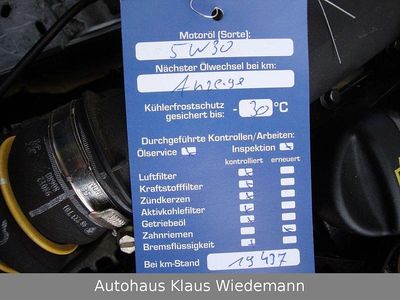 Motoröl (Sorte):
5W30
Nächster Ölwechsel bei km:
Anzeige
Kühlerfrostschutz
gesichert bis: -30°C
Durchgeführte Kontrollen/Arbeiten:
Ölservice Inspektion
kontrolliert erneuert
Luftfilter
Kraftstofffilter
Zündkerzen
Aktivkohlefilter
Getriebeöl
Zahnriemen
Bremsflüssigkeit
Bei km-Stand 19437
Autohaus Klaus Wiedemann